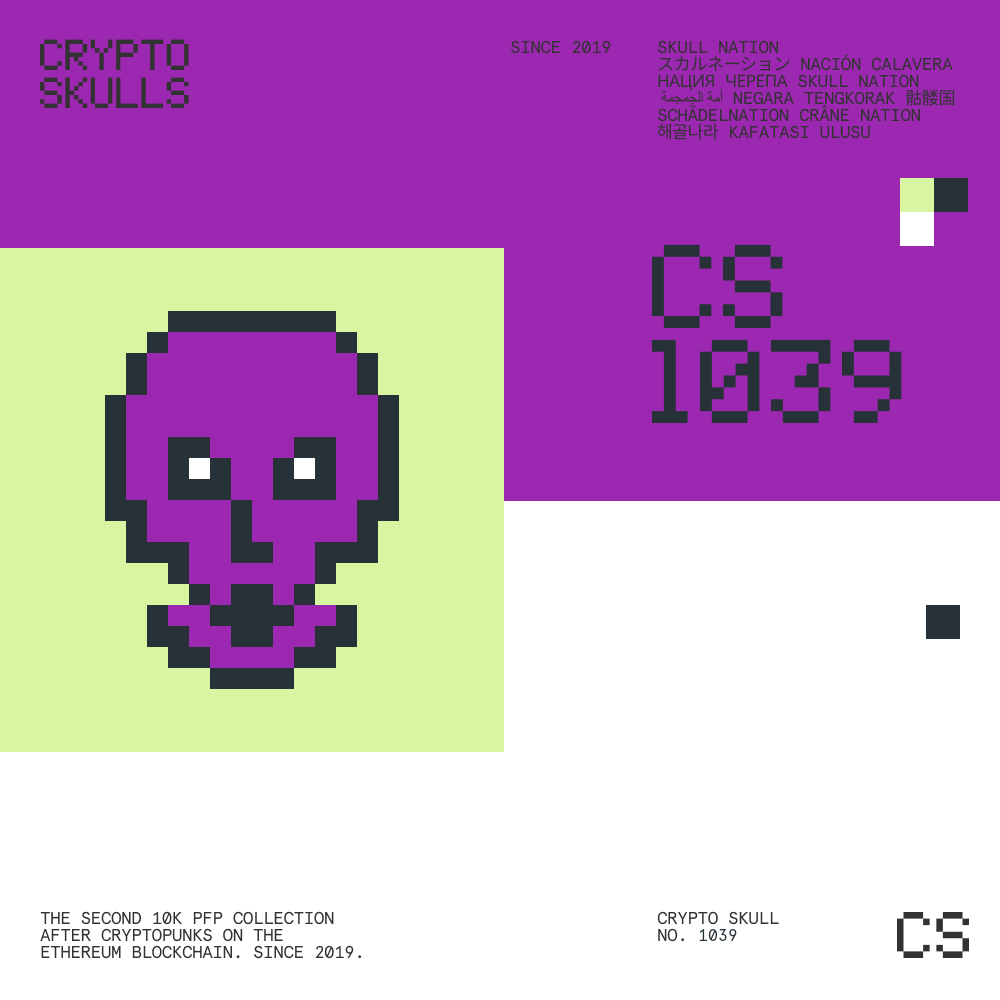 CRYPTO
SKULLS
SINCE 2019
SKULL NATION
スカルネーション NACIÓN CALAVERA
НАЦИЯ ЧЕРЕПА SKULL NATION
أمة الجمجمة NEGARA TENGKORAK 骷髅国
SCHÄDELNATION CRÂNE NATION
해골나라 KAFATASI ULUSU
CS
1039
THE SECOND 10K PFP COLLECTION
AFTER CRYPTOPUNKS ON THE
ETHEREUM BLOCKCHAIN. SINCE 2019.
CRYPTO SKULL
NO. 1039
CS